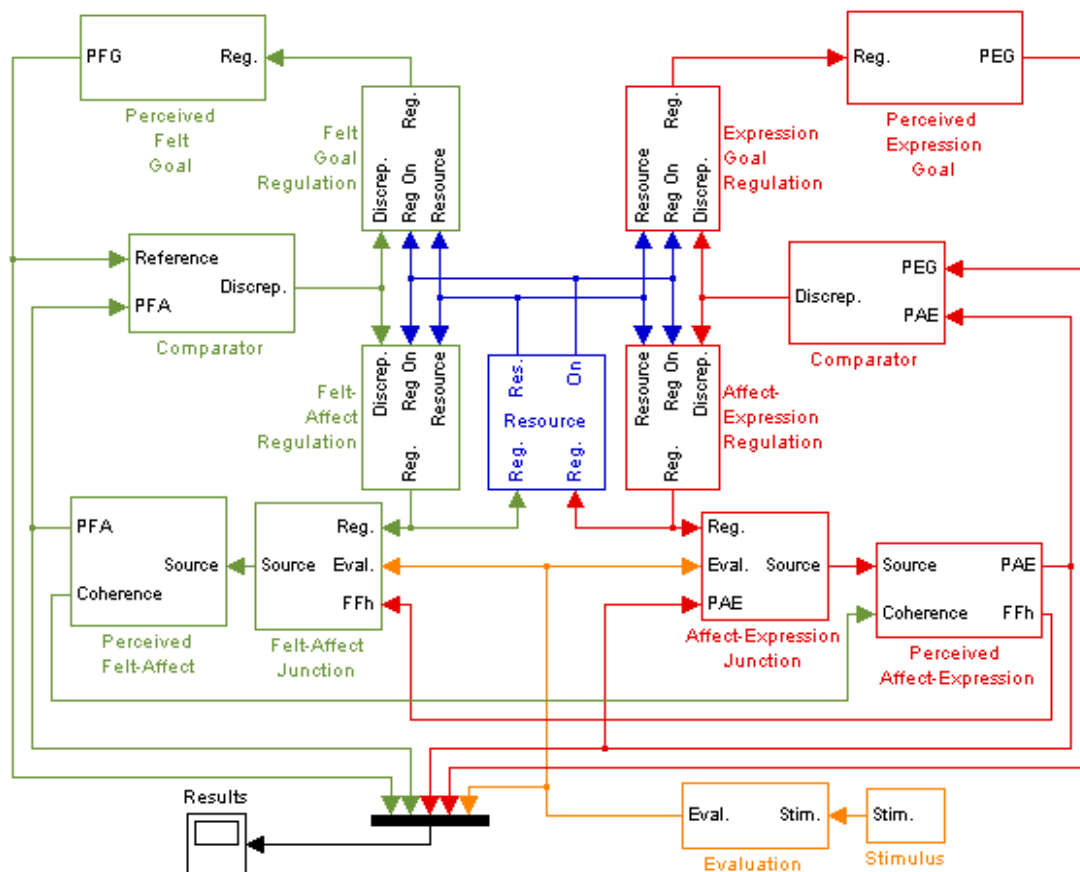 PFG
Reg.
Perceived
Felt
Goal
Reg.
Discrep.
Reg On
Resource
Felt
Goal
Regulation
Reg.
Resource
Reg On
Discrep.
Expression
Goal
Regulation
Reg.
PEG
Perceived
Expression
Goal
Reference
PFA
Discrep.
Comparator
PEG
PAE
Discrep.
Comparator
Discrep.
Reg On
Resource
Reg.
Felt-
Affect
Regulation
Res.
On
Resource
Reg.
Reg.
Resource
Reg On
Discrep.
Reg.
Affect-
Expression
Regulation
PFA
Source
Coherence
Perceived
Felt-Affect
Reg.
Source
Eval.
FFh
Felt-Affect
Junction
Reg.
Eval.
Source
PAE
Affect-Expression
Junction
Source
PAE
Coherence
FFh
Perceived
Affect-Expression
Results
Eval.
Stim.
Evaluation
Stim.
Stimulus